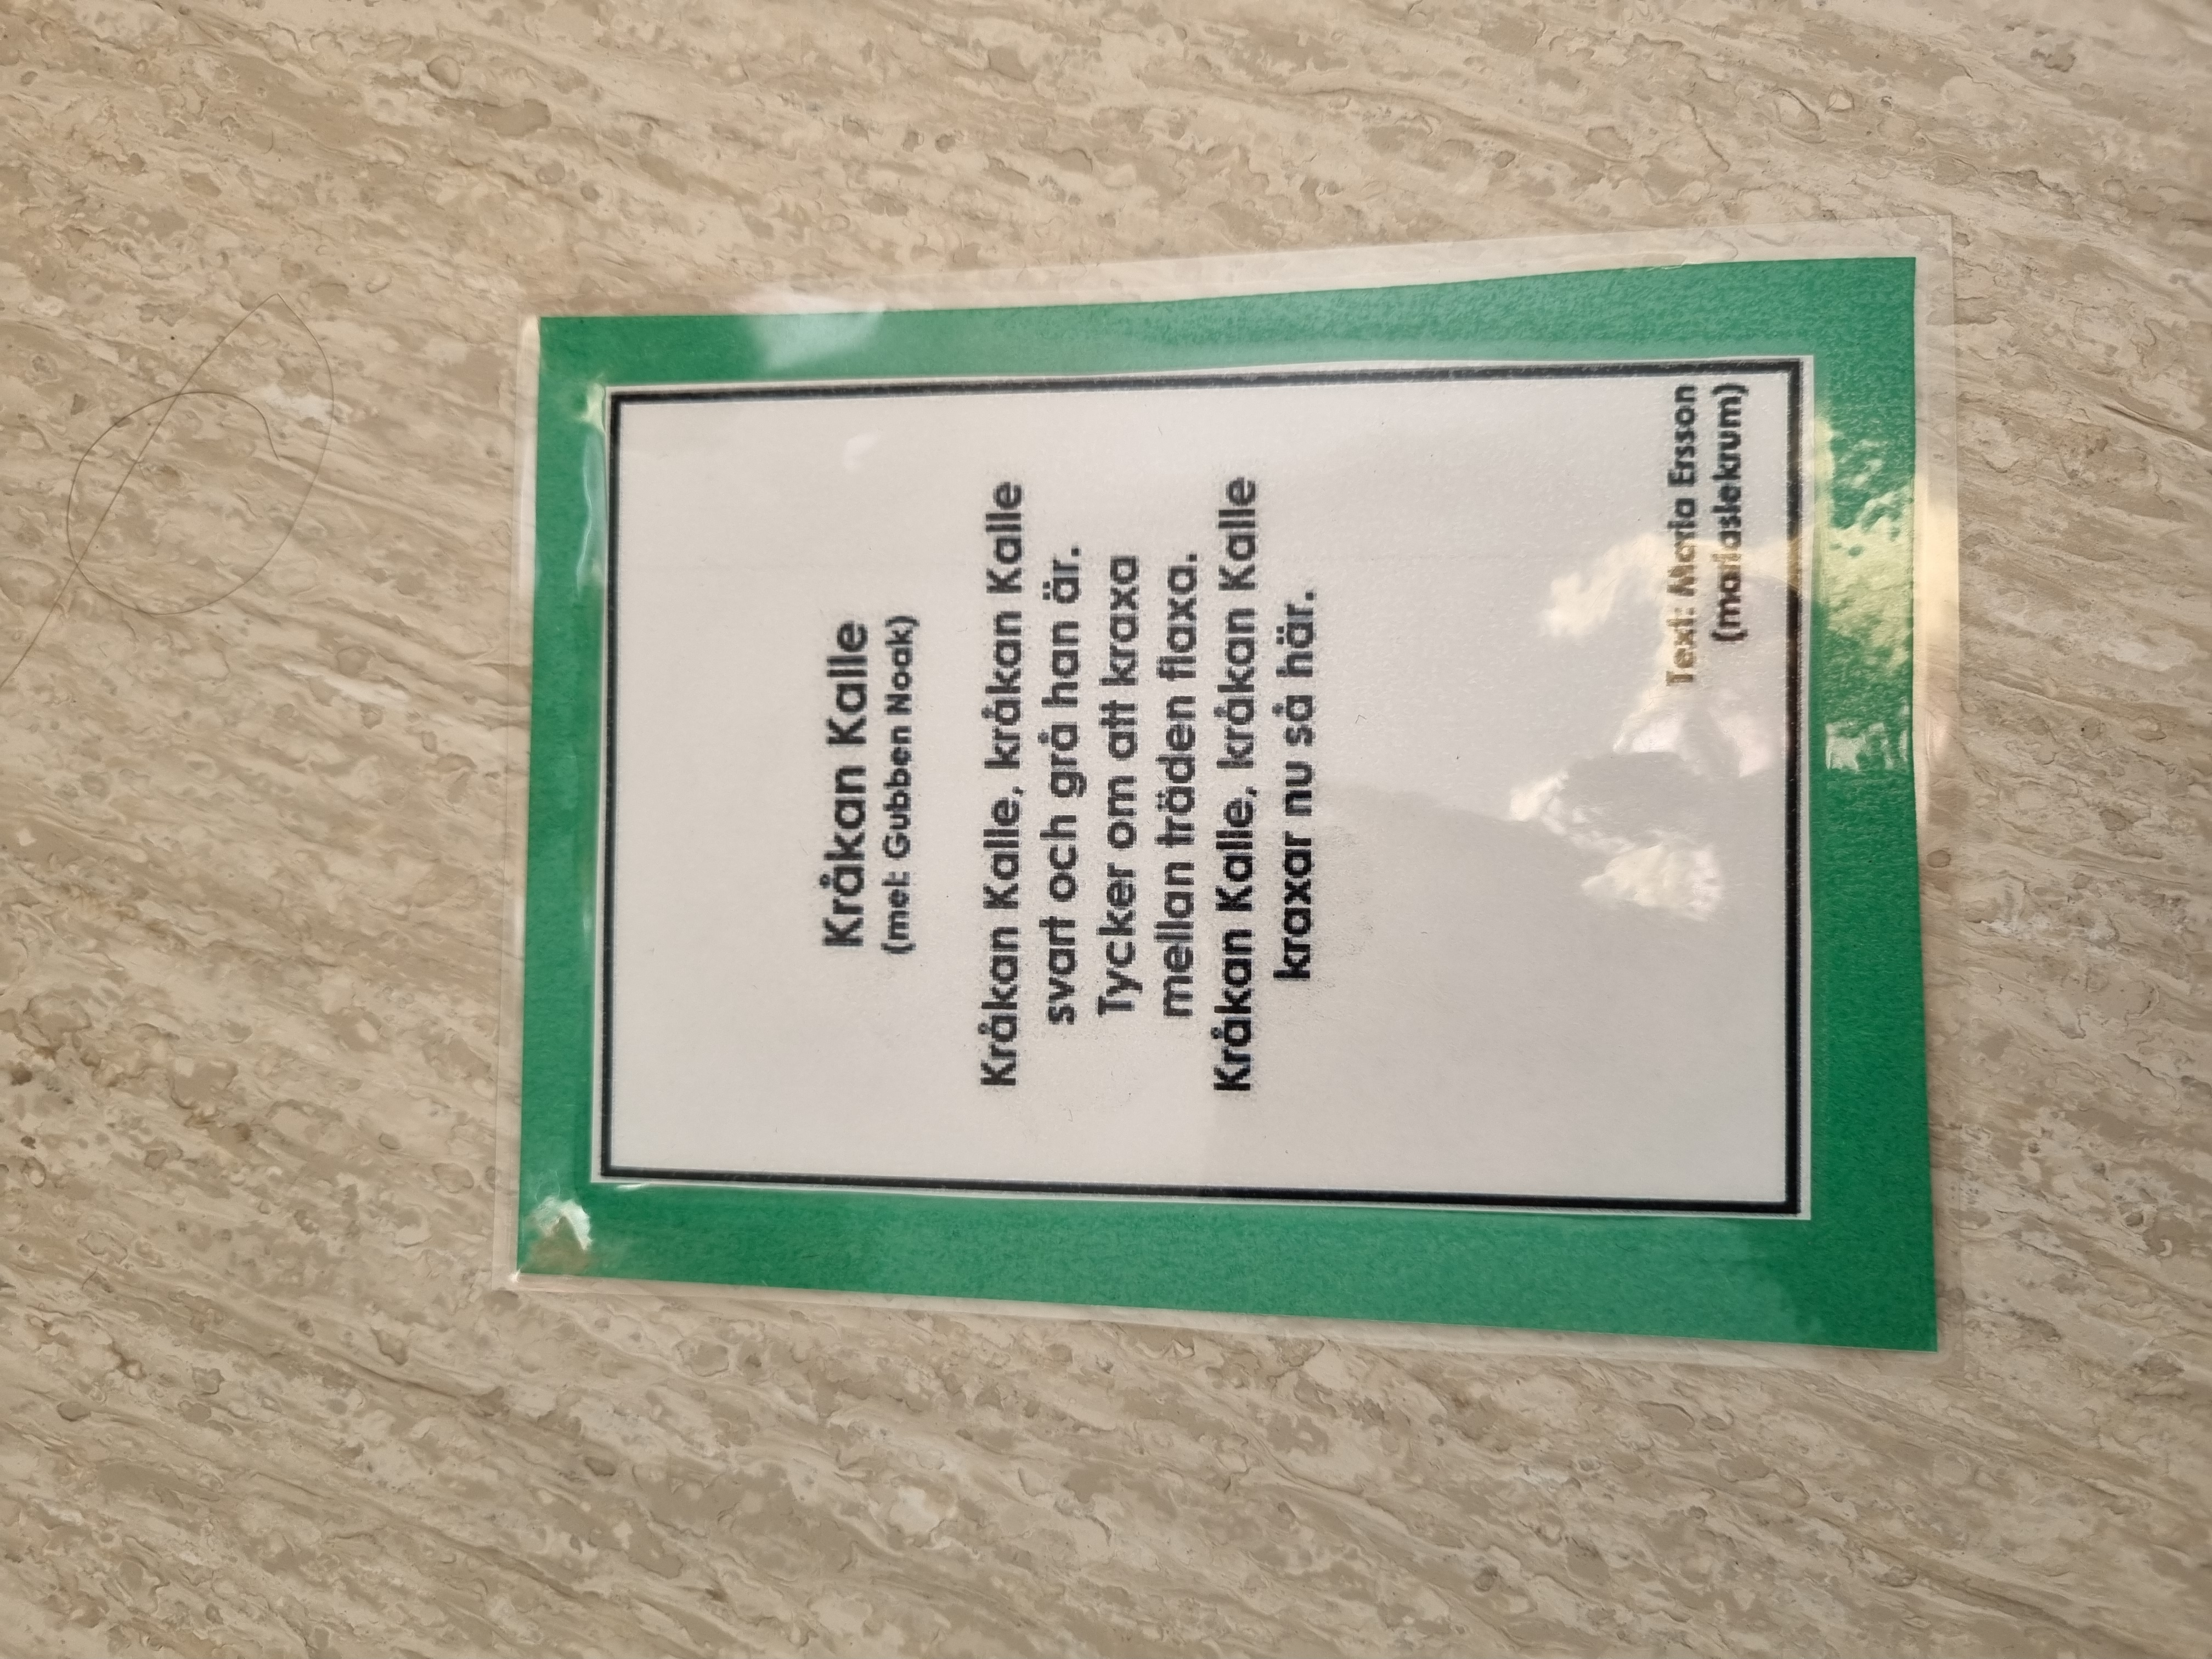 Kråkan Kalle
(mel: Gubben Noak)
Kråkan Kalle, kråkan Kalle
svart och grå han är.
Tycker om att kraxa
mellan träden flaxa.
Kråkan Kalle, kråkan Kalle
kraxar nu så här.
Text: Maria Ersson
(mariaslekrum)